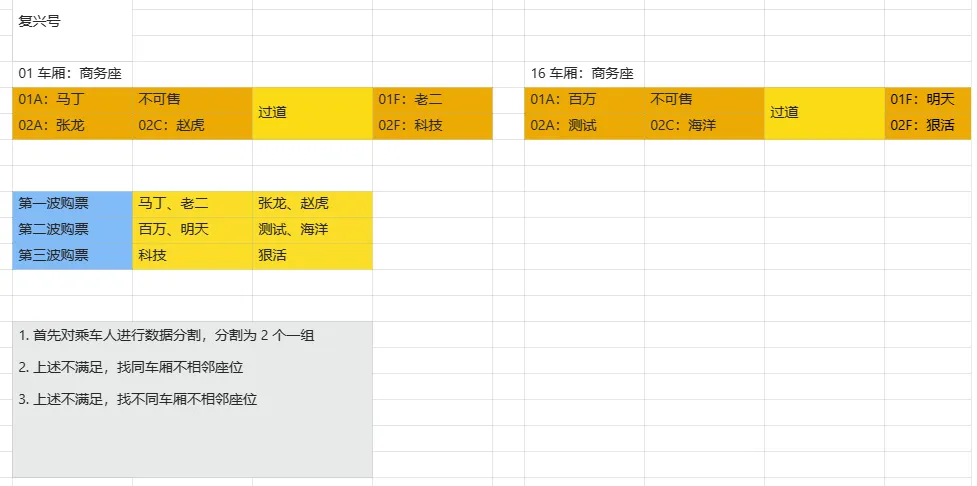 复兴号
01 车厢：商务座
16 车厢：商务座
01A：马丁 不可售 过道 01F：老二
02A：张龙 02C：赵虎 02F：科技
01A：百万 不可售 过道 01F：明天
02A：测试 02C：海洋 02F：狠活
第一波购票 马丁、老二 张龙、赵虎
第二波购票 百万、明天 测试、海洋
第三波购票 科技 狠活
1. 首先对乘车人进行数据分割，分割为 2 个一组
2. 上述不满足，找同车厢不相邻座位
3. 上述不满足，找不同车厢不相邻座位